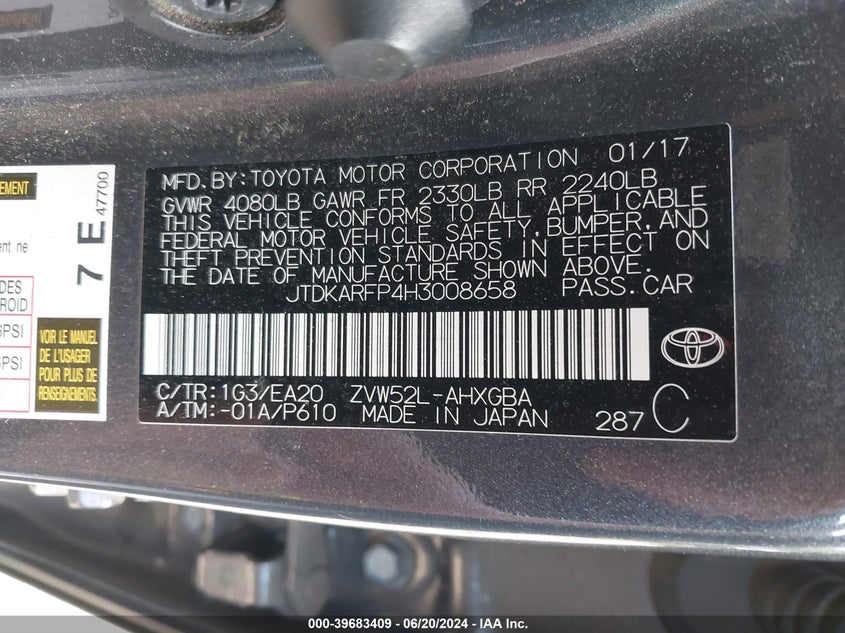 MFD. BY: TOYOTA MOTOR CORPORATION 01/17
GVWR 4080LB GAWR FR 2330LB RR 2240LB
THIS VEHICLE CONFORMS TO ALL APPLICABLE
FEDERAL MOTOR VEHICLE SAFETY, BUMPER, AND
THEFT PREVENTION STANDARDS IN EFFECT ON
THE DATE OF MANUFACTURE SHOWN ABOVE.
JTDKARFP4H3008658 PASS. CAR
C/TR: 1G3/EA20 ZVW52L-AHXGBA
A/TM: -01A/P610 MADE IN JAPAN 287 C
7 E 47700
ne
PSI
PSI
VOIR LE MANUEL
DE L'USAGER
POUR PLUS DE
RENSEIGNEMENTS
000-39683409 - 06/20/2024 - IAA Inc.